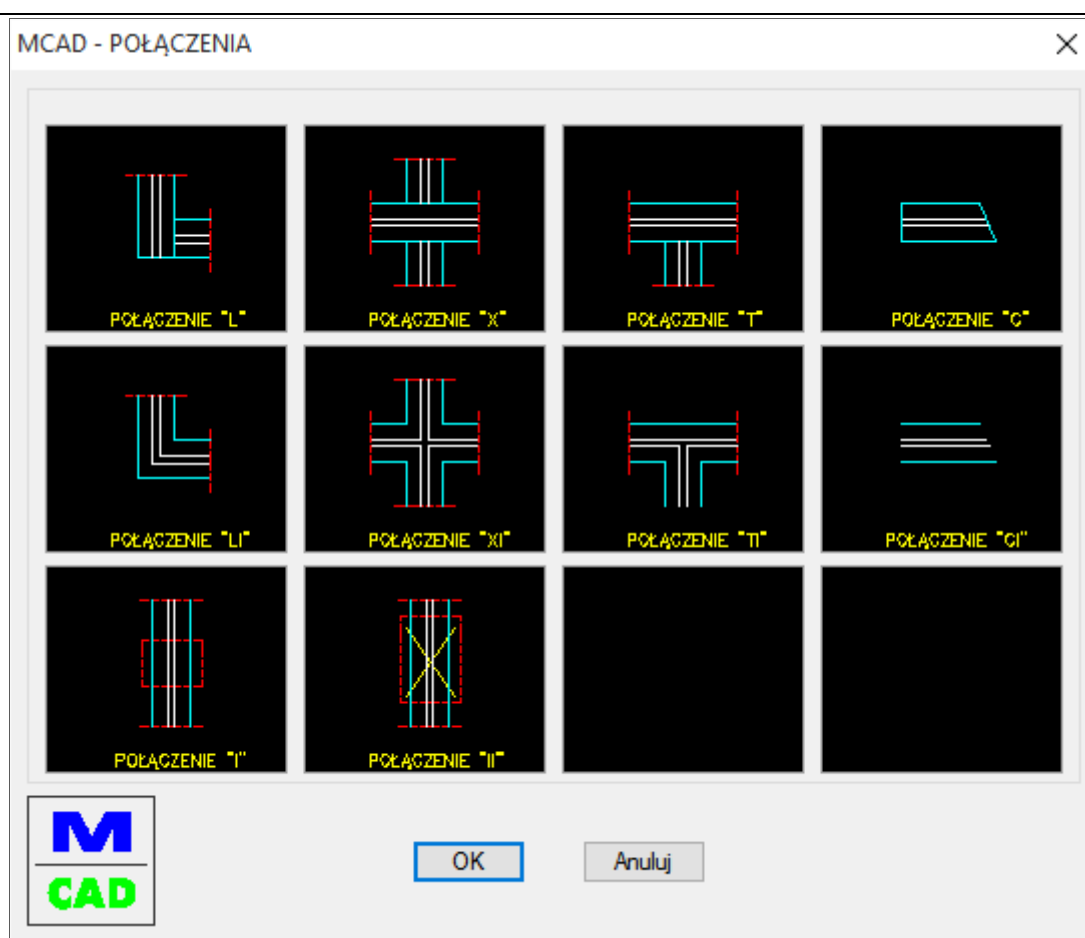 MCAD - POŁĄCZENIA
POŁĄCZENIE "L"
POŁĄCZENIE "X"
POŁĄCZENIE "T"
POŁĄCZENIE "C"
POŁĄCZENIE "LI"
POŁĄCZENIE "XI"
POŁĄCZENIE "TI"
POŁĄCZENIE "CI"
POŁĄCZENIE "I"
POŁĄCZENIE "II"
M
CAD
OK
Anuluj